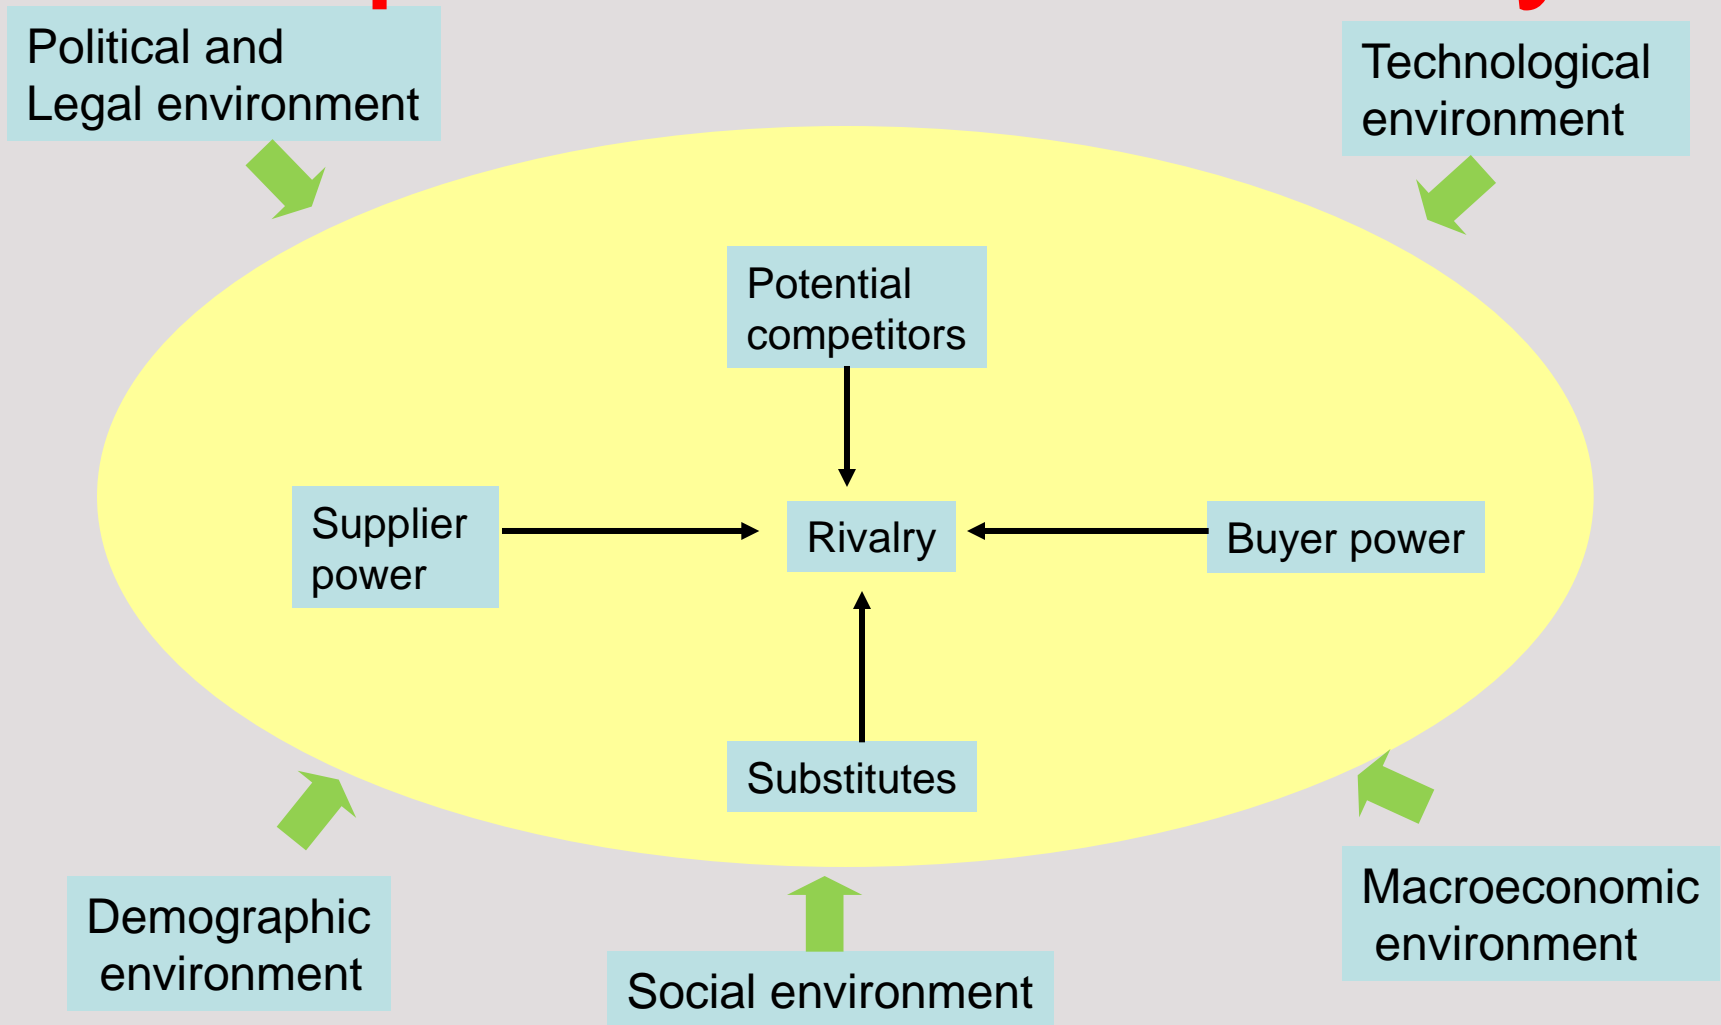 Political and
Legal environment
Technological
environment
Potential
competitors
Supplier
power
Rivalry
Buyer power
Substitutes
Demographic
environment
Social environment
Macroeconomic
environment